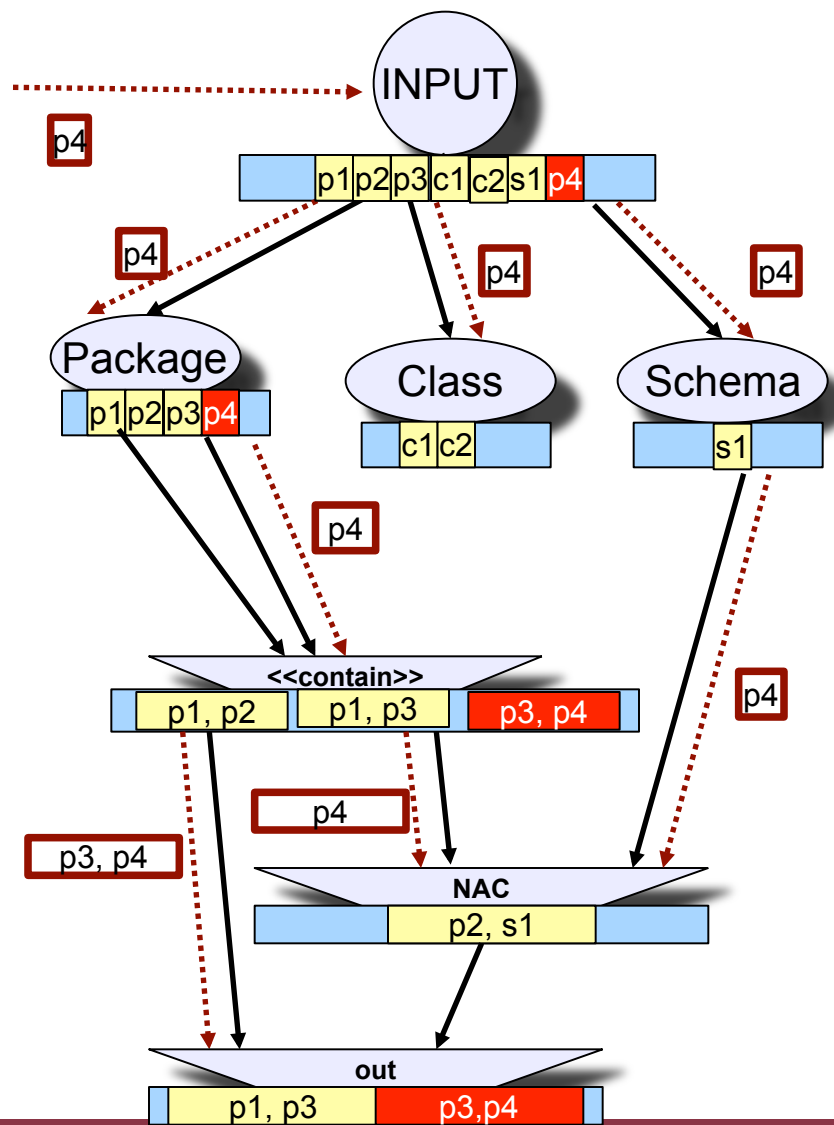 INPUT
p4
p1 p2 p3 c1 c2 s1 p4
p4
p4
p4
Package
Class
Schema
p1 p2 p3 p4
c1 c2
s1
p4
<<contain>>
p4
p1, p2
p1, p3
p3, p4
p4
p3, p4
NAC
p2, s1
out
p1, p3
p3,p4